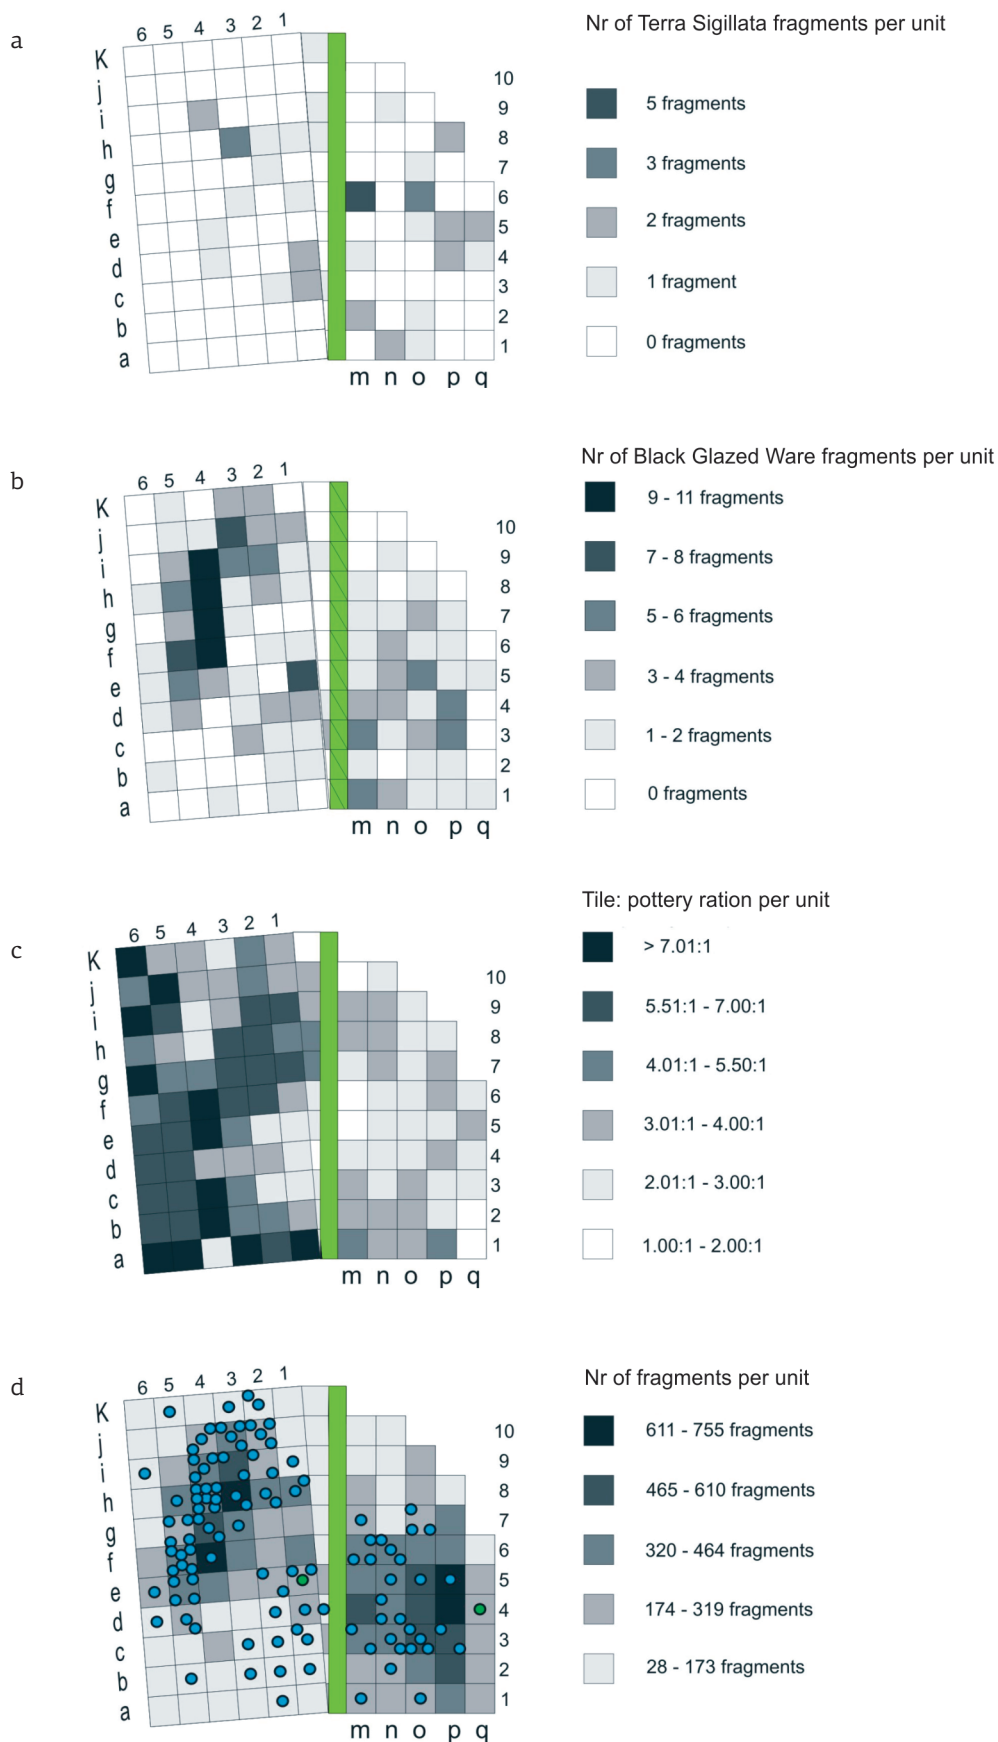 a
6 5 4 3 2 1
K
j
i
h
g
f
e
d
c
b
a
10
9
8
7
6
5
4
3
2
1
m n o p q
Nr of Terra Sigillata fragments per unit
5 fragments
3 fragments
2 fragments
1 fragment
0 fragments
b
6 5 4 3 2 1
K
j
i
h
g
f
e
d
c
b
a
10
9
8
7
6
5
4
3
2
1
m n o p q
Nr of Black Glazed Ware fragments per unit
9 - 11 fragments
7 - 8 fragments
5 - 6 fragments
3 - 4 fragments
1 - 2 fragments
0 fragments
c
6 5 4 3 2 1
K
j
i
h
g
f
e
d
c
b
a
10
9
8
7
6
5
4
3
2
1
m n o p q
Tile: pottery ration per unit
> 7.01:1
5.51:1 - 7.00:1
4.01:1 - 5.50:1
3.01:1 - 4.00:1
2.01:1 - 3.00:1
1.00:1 - 2.00:1
d
6 5 4 3 2 1
K
j
i
h
g
f
e
d
c
b
a
10
9
8
7
6
5
4
3
2
1
m n o p q
Nr of fragments per unit
611 - 755 fragments
465 - 610 fragments
320 - 464 fragments
174 - 319 fragments
28 - 173 fragments